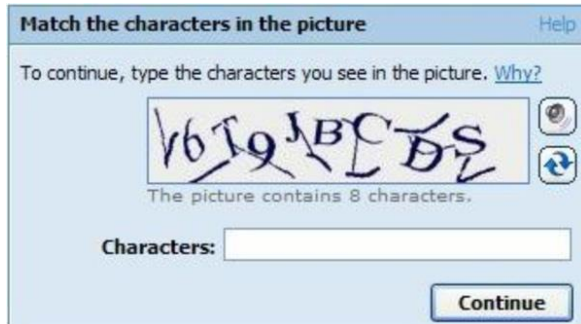 Match the characters in the picture
Help
To continue, type the characters you see in the picture. Why?
V6T9JBCDS
The picture contains 8 characters.
Characters:
Continue